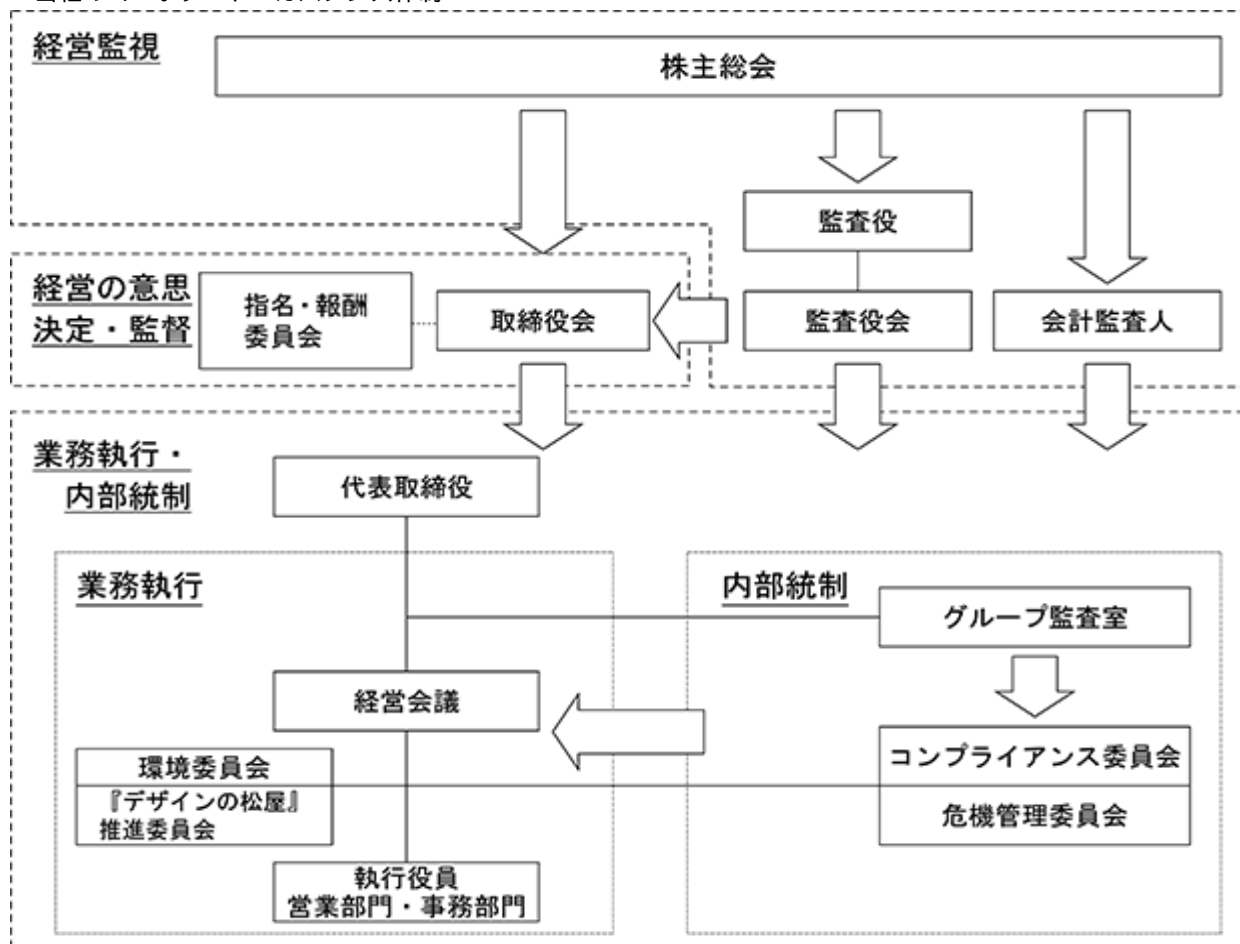 経営監視
株主総会
監査役
経営の意思
決定・監督
指名・報酬
委員会
取締役会
監査役会
会計監査人
業務執行・
内部統制
代表取締役
業務執行
内部統制
グループ監査室
経営会議
環境委員会
『デザインの松屋』
推進委員会
コンプライアンス委員会
危機管理委員会
執行役員
営業部門・事務部門